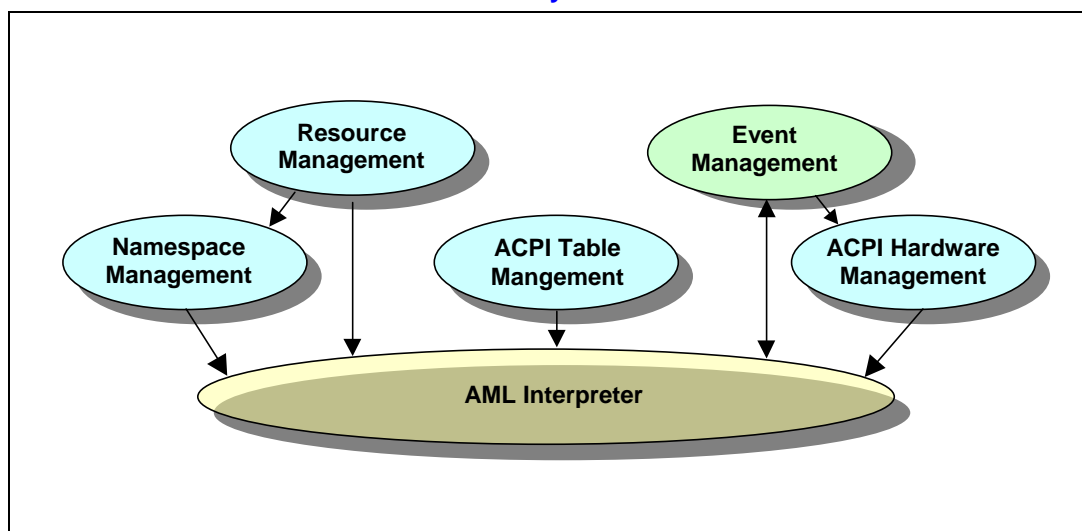 Resource
Management
Event
Management
Namespace
Management
ACPI Table
Mangement
ACPI Hardware
Management
AML Interpreter